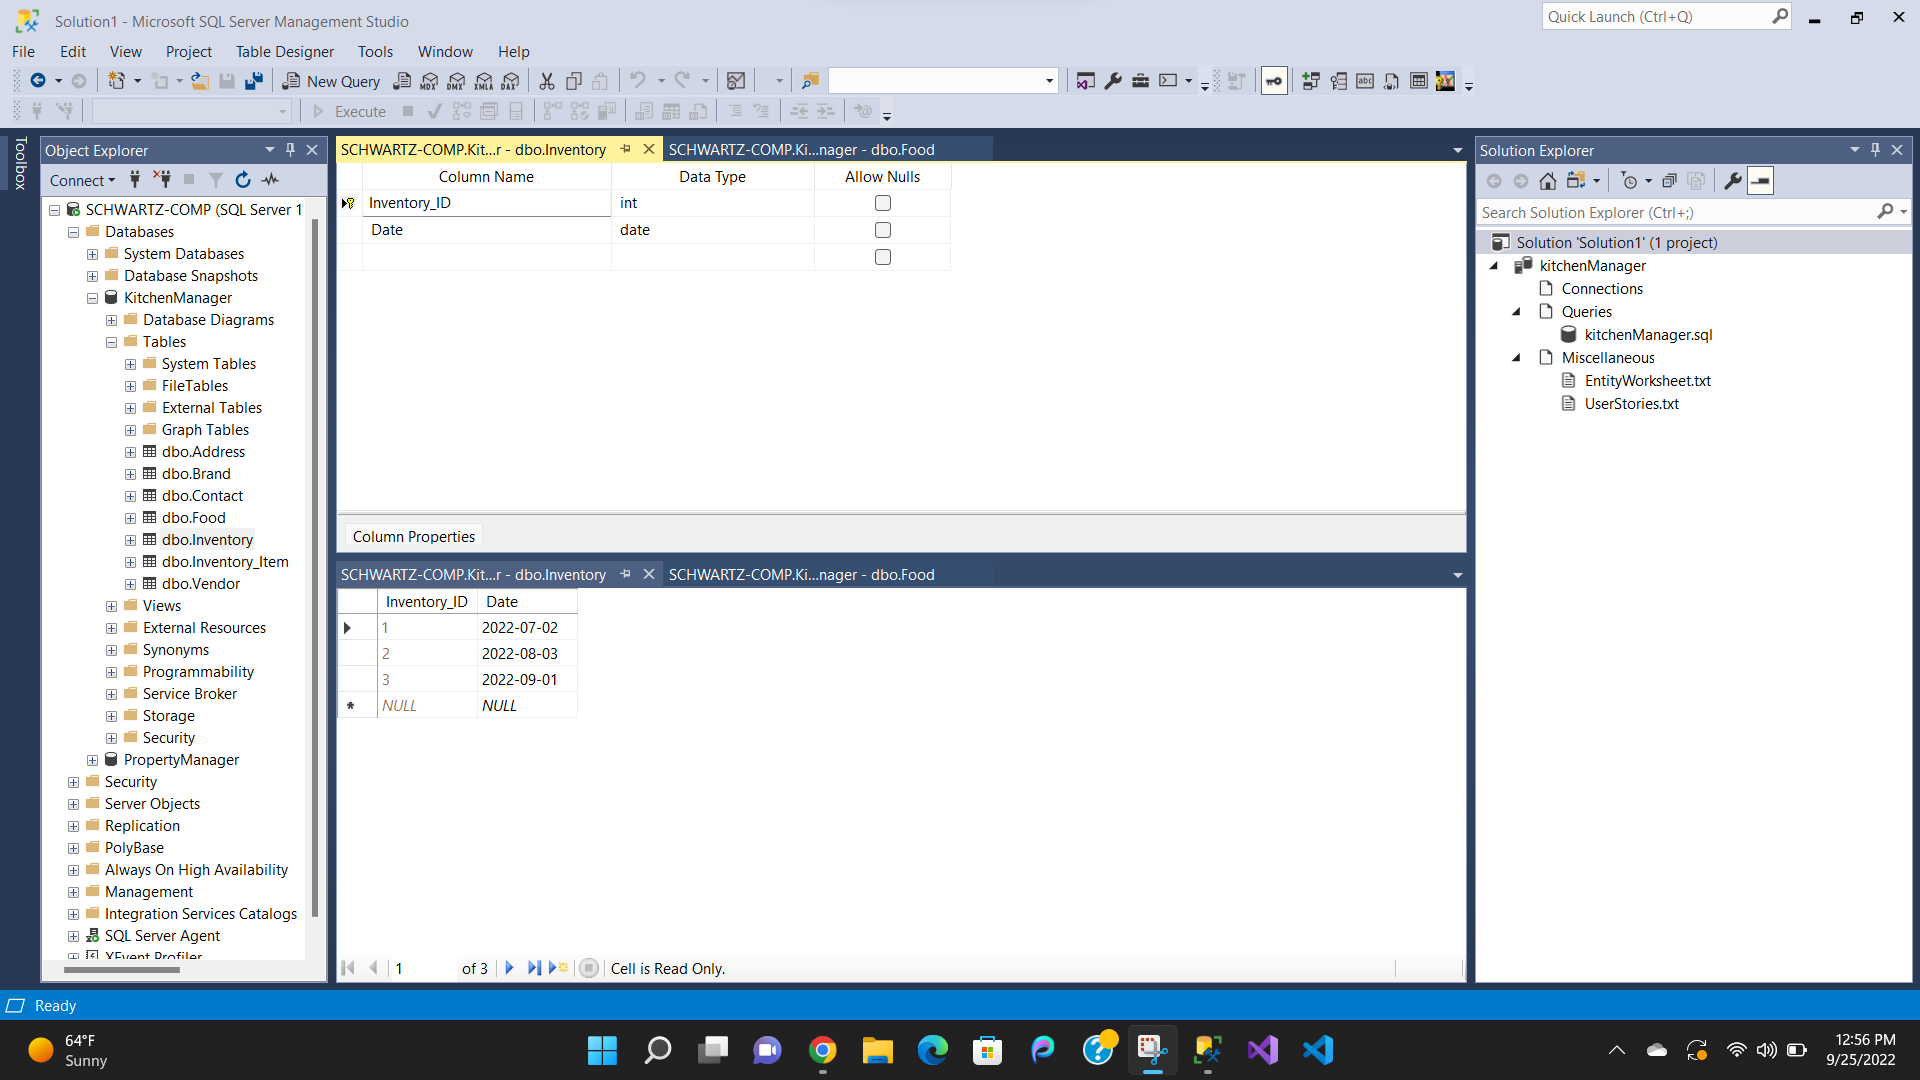 Solution1 - Microsoft SQL Server Management Studio
Quick Launch (Ctrl+Q)
File Edit View Project Table Designer Tools Window Help
New Query MDX DMX XMLA DAX
Execute
Toolbox
Object Explorer
Connect
SCHWARTZ-COMP (SQL Server 1
Databases
System Databases
Database Snapshots
KitchenManager
Database Diagrams
Tables
System Tables
FileTables
External Tables
Graph Tables
dbo.Address
dbo.Brand
dbo.Contact
dbo.Food
dbo.Inventory
dbo.Inventory_Item
dbo.Vendor
Views
External Resources
Synonyms
Programmability
Service Broker
Storage
Security
PropertyManager
Security
Server Objects
Replication
PolyBase
Always On High Availability
Management
Integration Services Catalogs
SQL Server Agent
XEvent Profiler
SCHWARTZ-COMP.Kit...r - dbo.Inventory SCHWARTZ-COMP.Ki...nager - dbo.Food
Column Name Data Type Allow Nulls
Inventory_ID int
Date date
Column Properties
SCHWARTZ-COMP.Kit...r - dbo.Inventory SCHWARTZ-COMP.Ki...nager - dbo.Food
Inventory_ID Date
1 2022-07-02
2 2022-08-03
3 2022-09-01
NULL NULL
1 of 3 Cell is Read Only.
Solution Explorer
Search Solution Explorer (Ctrl+;)
Solution 'Solution1' (1 project)
kitchenManager
Connections
Queries
kitchenManager.sql
Miscellaneous
EntityWorksheet.txt
UserStories.txt
Ready
64°F
Sunny
12:56 PM
9/25/2022